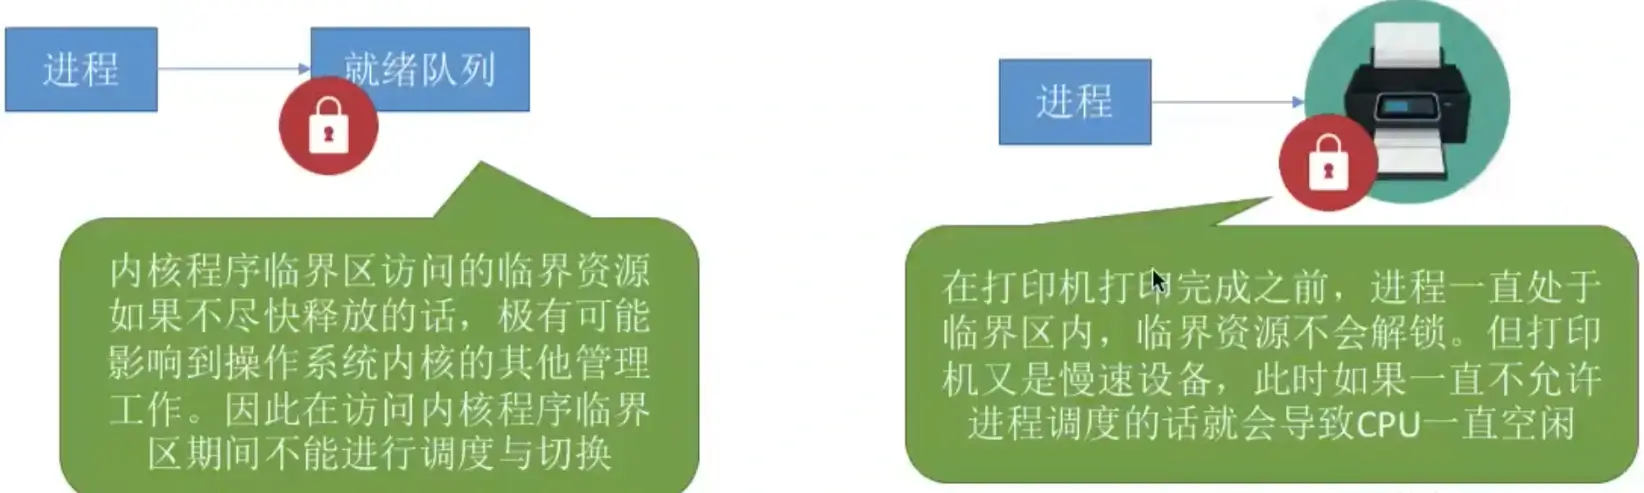 进程
就绪队列
内核程序临界区访问的临界资源
如果不尽快释放的话，极有可能
影响到操作系统内核的其他管理
工作。因此在访问内核程序临界
区期间不能进行调度与切换
进程
在打印机打印完成之前，进程一直处于
临界区内，临界资源不会解锁。但打印
机又是慢速设备，此时如果一直不允许
进程调度的话就会导致CPU一直空闲